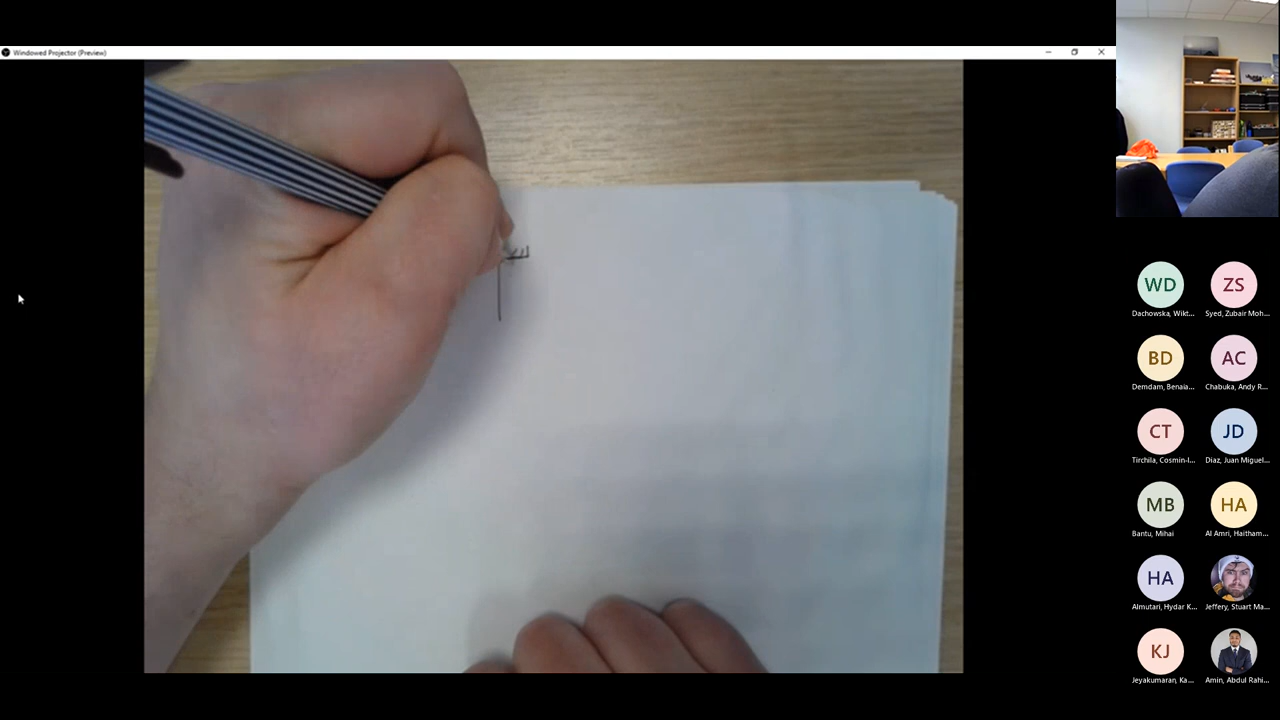 Windowed Projector (Preview)
WD
ZS
Dachowska, Wikt...
Syed, Zubair Moh...
BD
AC
Demdam, Benaia...
Chabuka, Andy R...
CT
JD
Tirchila, Cosmin-I...
Diaz, Juan Miguel...
MB
HA
Bantu, Mihai
Al Amri, Haitham...
HA
Almutari, Hydar K...
Jeffery, Stuart Ma...
KJ
Jeyakumaran, Ka...
Amin, Abdul Rahi...